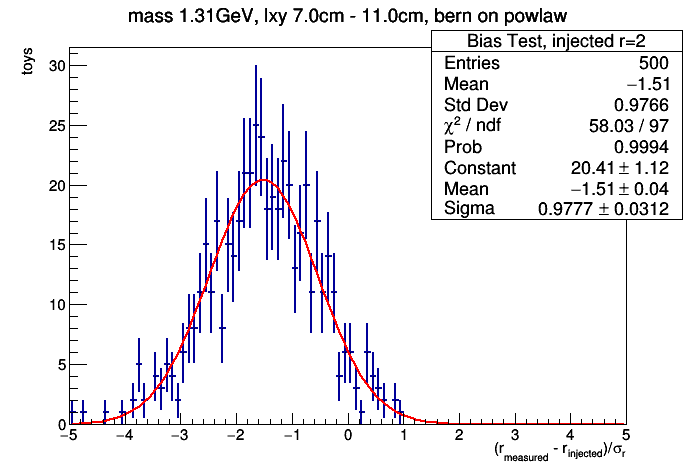 mass 1.31GeV, lxy 7.0cm - 11.0cm, bern on powlaw
toys
Bias Test, injected r=2
Entries 500
Mean −1.51
Std Dev 0.9766
χ² / ndf 58.03 / 97
Prob 0.9994
Constant 20.41 ± 1.12
Mean −1.51 ± 0.04
Sigma 0.9777 ± 0.0312
30
25
20
15
10
5
0
−5 −4 −3 −2 −1 0 1 2 3 4 5
(r_measured - r_injected)/σ_r